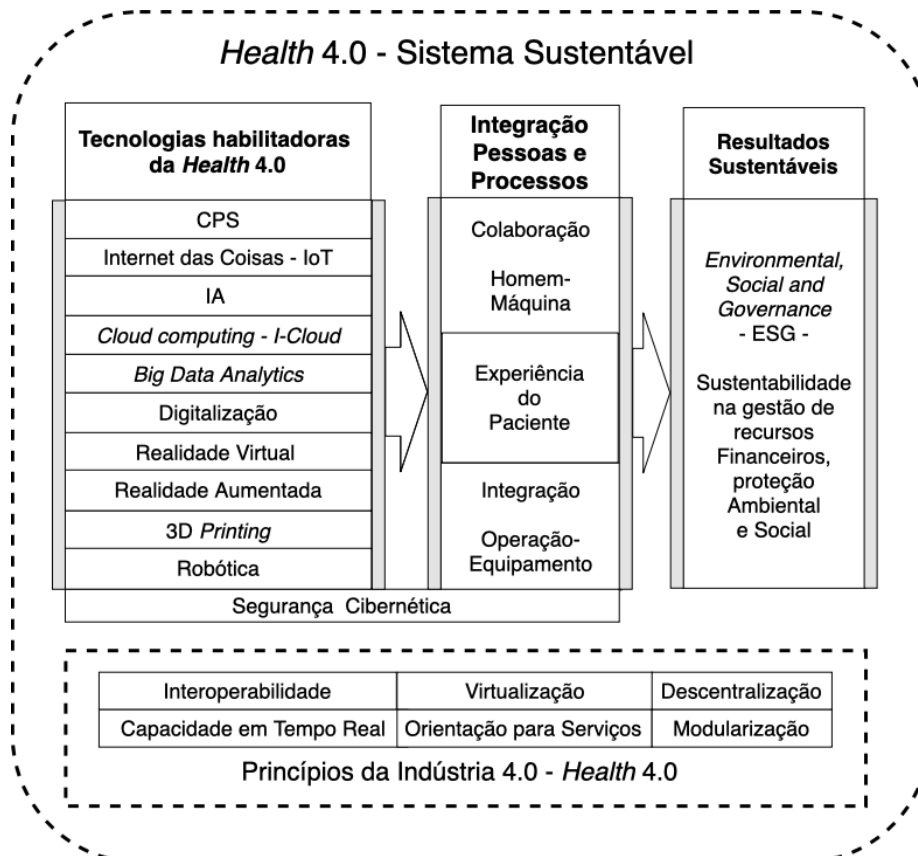 Health 4.0 - Sistema Sustentável
Tecnologias habilitadoras
da Health 4.0
CPS
Internet das Coisas - IoT
IA
Cloud computing - I-Cloud
Big Data Analytics
Digitalização
Realidade Virtual
Realidade Aumentada
3D Printing
Robótica
Integração
Pessoas e
Processos
Colaboração
Homem-
Máquina
Experiência
do
Paciente
Integração
Operação-
Equipamento
Resultados
Sustentáveis
Environmental,
Social and
Governance
- ESG -
Sustentabilidade
na gestão de
recursos
Financeiros,
proteção
Ambiental
e Social
Segurança Cibernética
Interoperabilidade
Virtualização
Descentralização
Capacidade em Tempo Real
Orientação para Serviços
Modularização
Princípios da Indústria 4.0 - Health 4.0